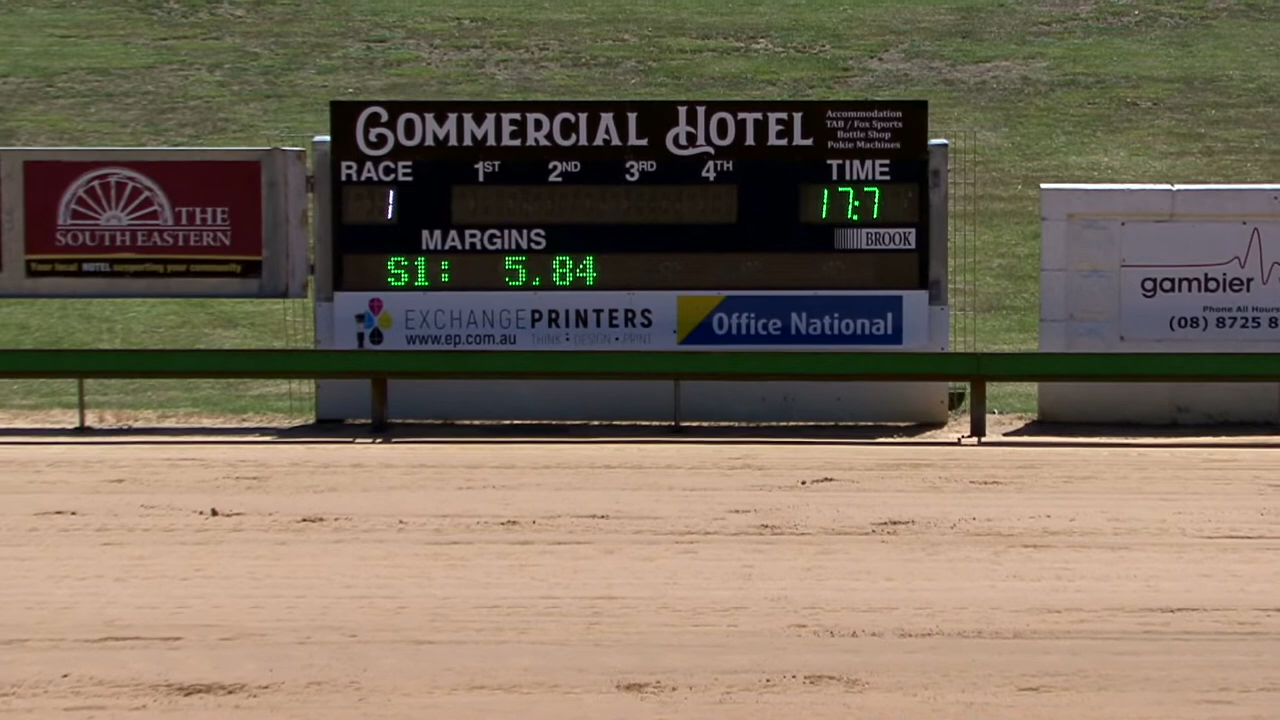 COMMERCIAL HOTEL
Accommodation
TAB / Fox Sports
Bottle Shop
Pokie Machines
RACE 1ST 2ND 3RD 4TH TIME
1 17:7
MARGINS
BROOK
S1: 5.84
EXCHANGEPRINTERS
www.ep.com.au THINK • DESIGN • PRINT
Office National
THE
SOUTH EASTERN
Your local HOTEL supporting your community
gambier
Phone All Hours
(08) 8725 8